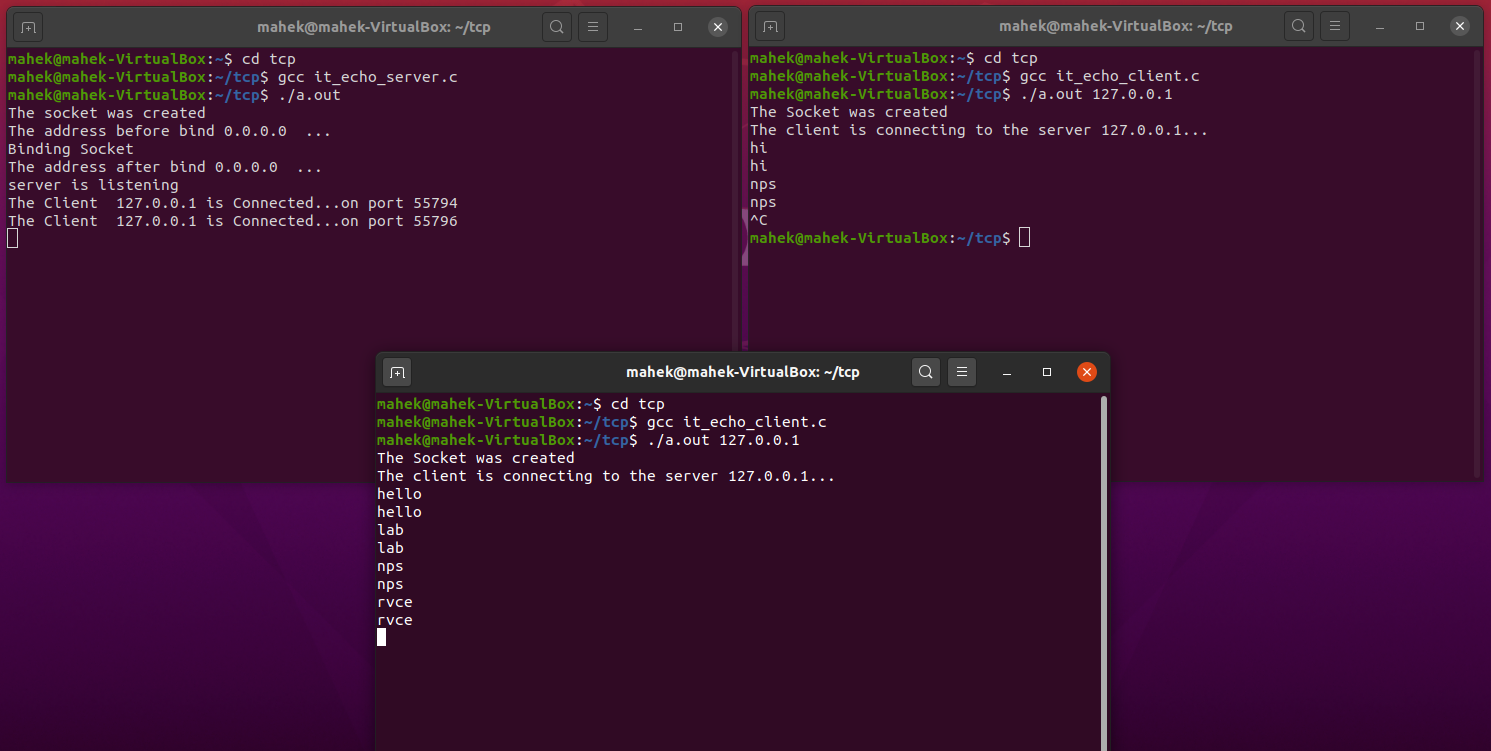 mahek@mahek-VirtualBox: ~/tcp
mahek@mahek-VirtualBox:~$ cd tcp
mahek@mahek-VirtualBox:~/tcp$ gcc it_echo_server.c
mahek@mahek-VirtualBox:~/tcp$ ./a.out
The socket was created
The address before bind 0.0.0.0  ...
Binding Socket
The address after bind 0.0.0.0  ...
server is listening
The Client  127.0.0.1 is Connected...on port 55794
The Client  127.0.0.1 is Connected...on port 55796
mahek@mahek-VirtualBox: ~/tcp
mahek@mahek-VirtualBox:~$ cd tcp
mahek@mahek-VirtualBox:~/tcp$ gcc it_echo_client.c
mahek@mahek-VirtualBox:~/tcp$ ./a.out 127.0.0.1
The Socket was created
The client is connecting to the server 127.0.0.1...
hi
hi
nps
nps
^C
mahek@mahek-VirtualBox:~/tcp$
mahek@mahek-VirtualBox: ~/tcp
mahek@mahek-VirtualBox:~$ cd tcp
mahek@mahek-VirtualBox:~/tcp$ gcc it_echo_client.c
mahek@mahek-VirtualBox:~/tcp$ ./a.out 127.0.0.1
The Socket was created
The client is connecting to the server 127.0.0.1...
hello
hello
lab
lab
nps
nps
rvce
rvce